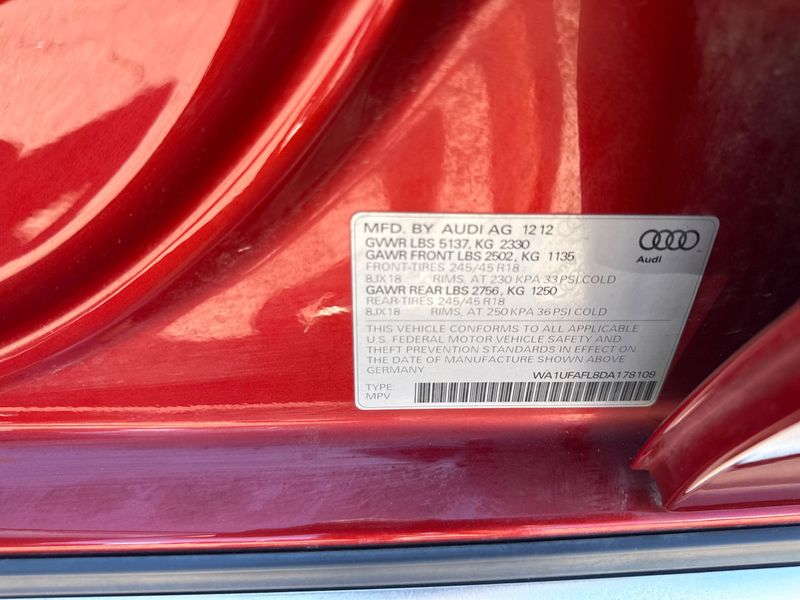 MFD. BY AUDI AG 12 12
GVWR LBS 5137, KG 2330
GAWR FRONT LBS 2502, KG 1135
FRONT-TIRES 245/45 R18
8JX18 RIMS, AT 230 KPA 33 PSI COLD
GAWR REAR LBS 2756, KG 1250
REAR-TIRES 245/45 R18
8JX18 RIMS, AT 250 KPA 36 PSI COLD
Audi
THIS VEHICLE CONFORMS TO ALL APPLICABLE
U.S. FEDERAL MOTOR VEHICLE SAFETY AND
THEFT PREVENTION STANDARDS IN EFFECT ON
THE DATE OF MANUFACTURE SHOWN ABOVE
GERMANY
WA1UFAFL8DA178109
TYPE:
MPV